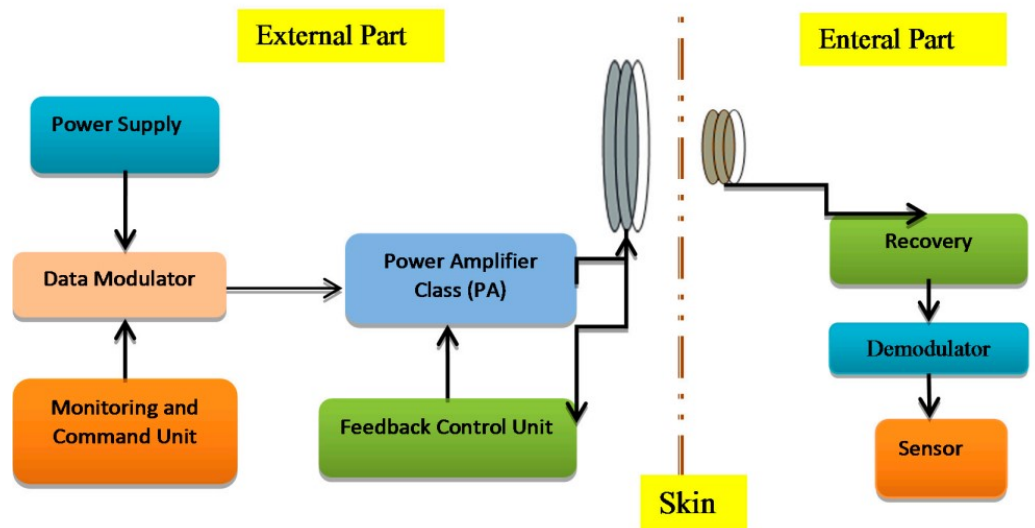 External Part
Enteral Part
Power Supply
Data Modulator
Power Amplifier
Class (PA)
Recovery
Demodulator
Monitoring and
Command Unit
Feedback Control Unit
Sensor
Skin